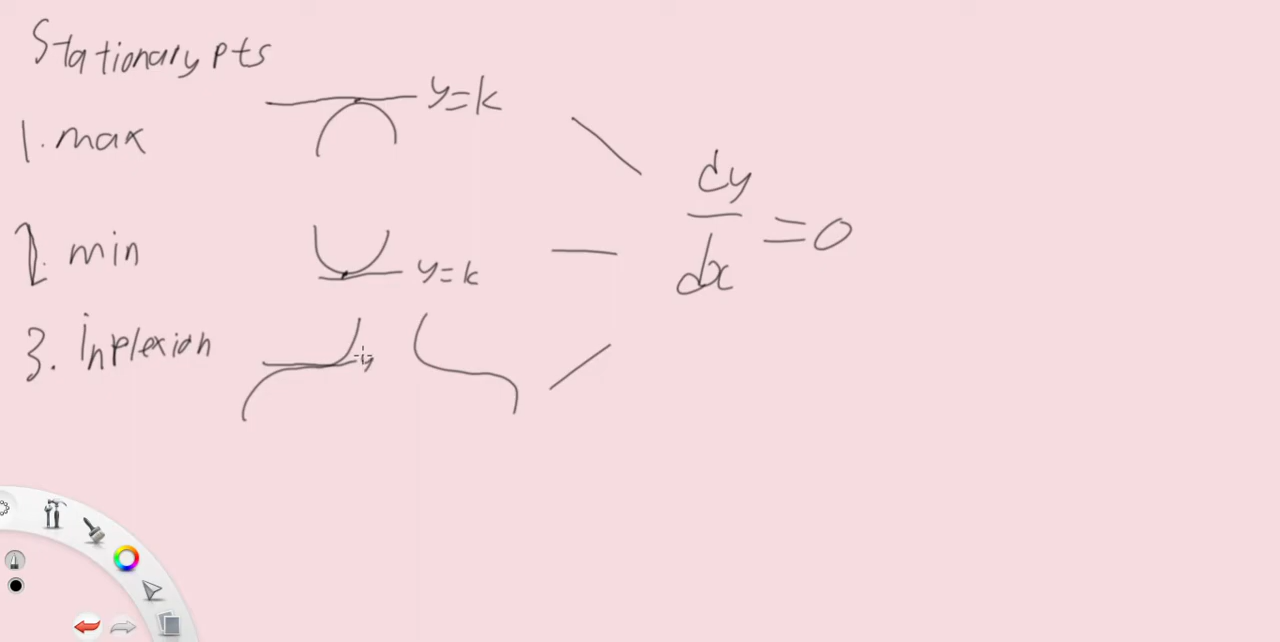 Stationary pts
1. max
y=k
2. min
y=k
3. Inflexion
y
dy
dx
=0